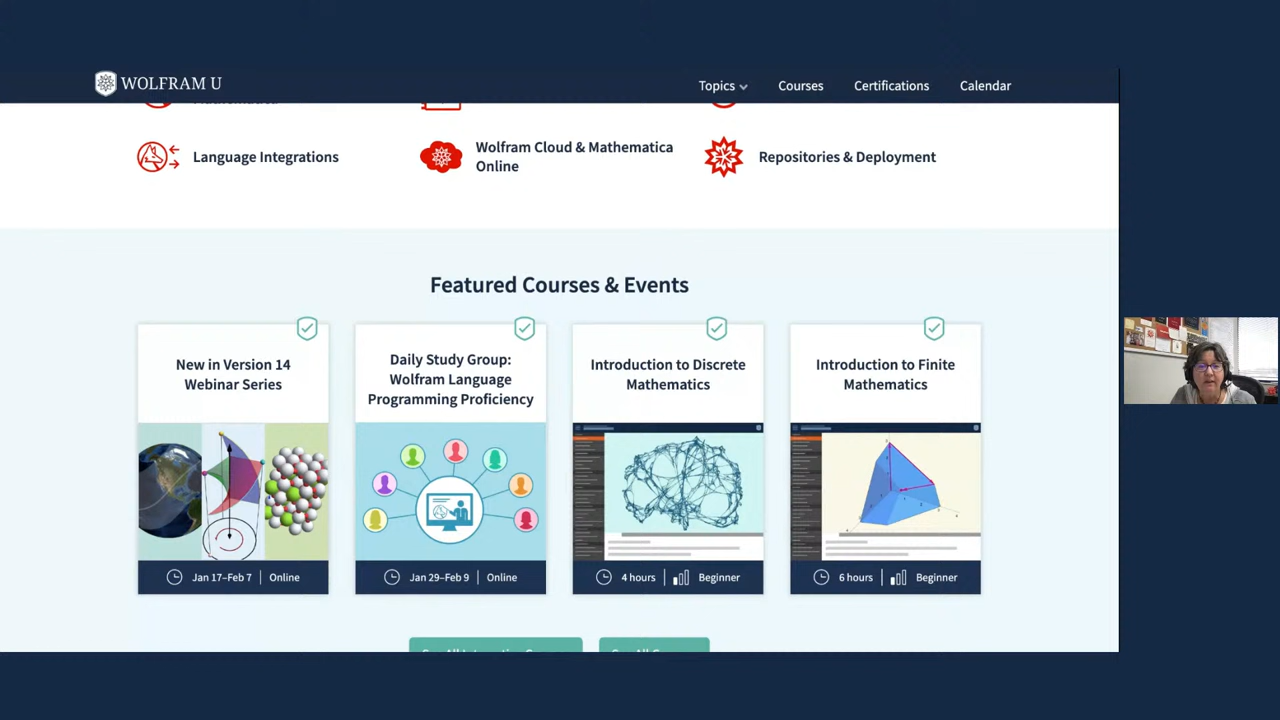 WOLFRAM U
Topics
Courses
Certifications
Calendar
Mathematica
Language Integrations
Wolfram Cloud & Mathematica
Online
Repositories & Deployment
Featured Courses & Events
New in Version 14
Webinar Series
Jan 17–Feb 7 | Online
Daily Study Group:
Wolfram Language
Programming Proficiency
Jan 29–Feb 9 | Online
Introduction to Discrete
Mathematics
4 hours | Beginner
Introduction to Finite
Mathematics
6 hours | Beginner